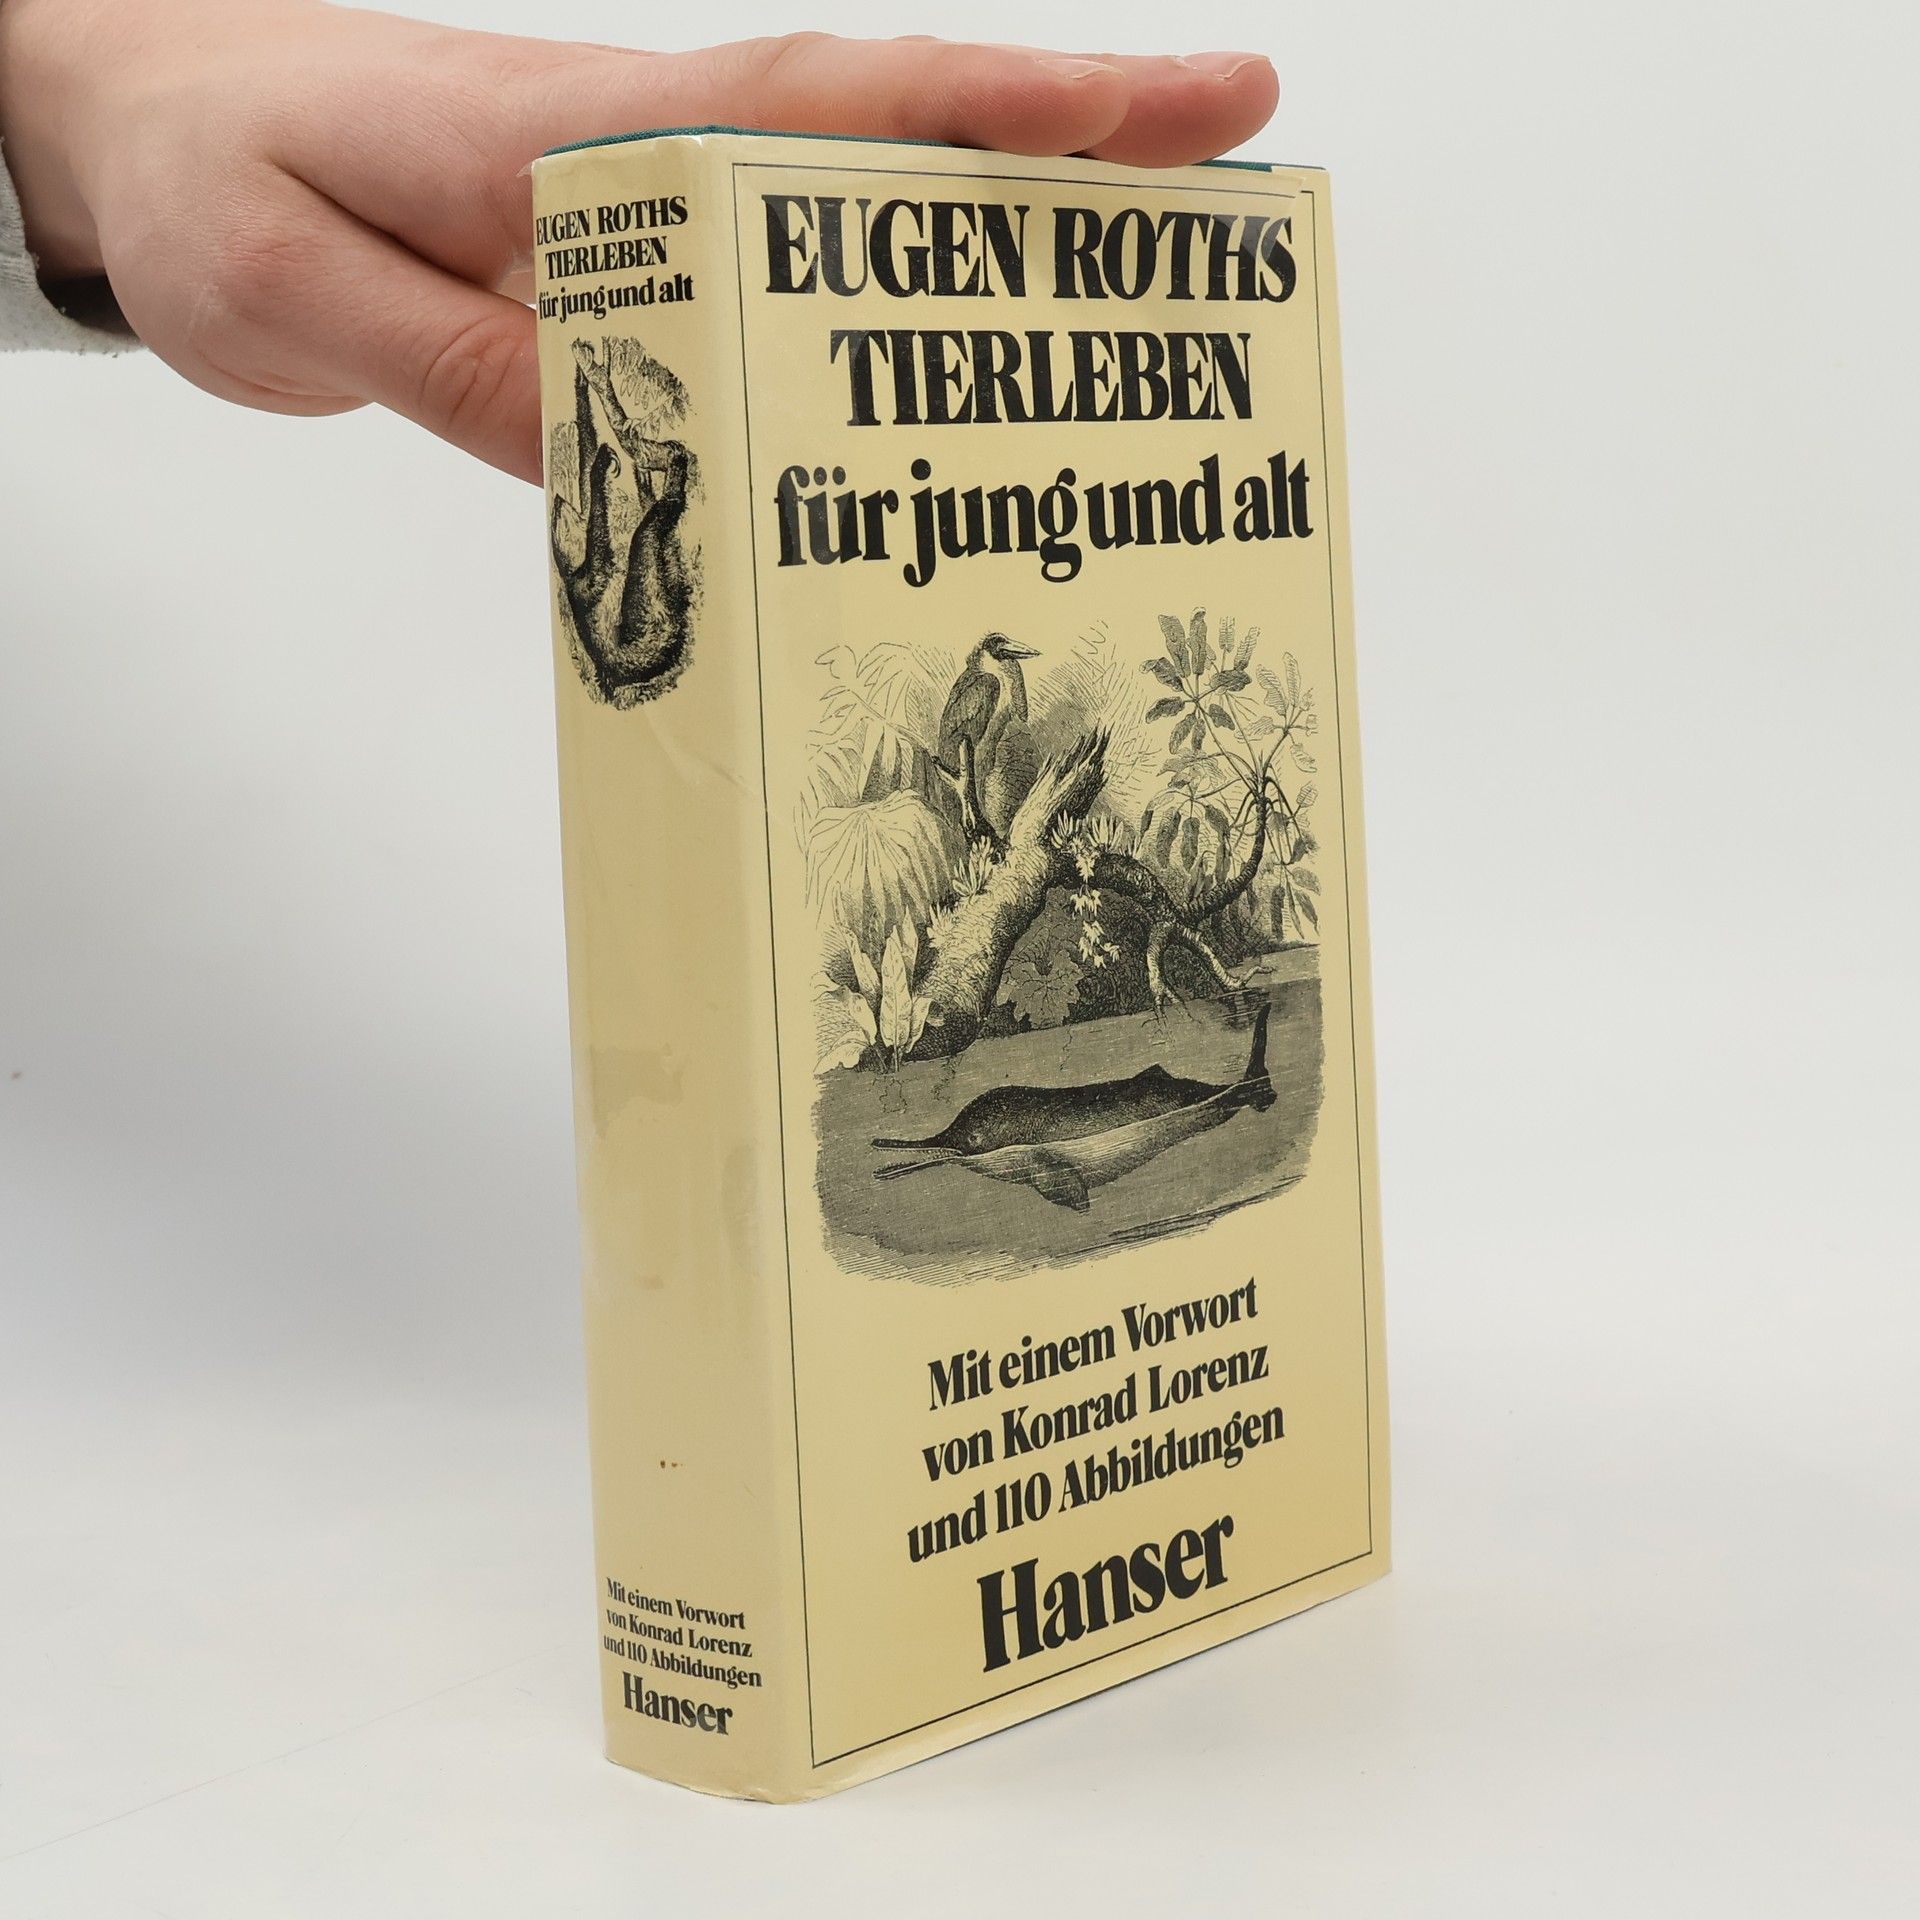 EUGEN ROTHS
TIERLEBEN
für jung und alt
Mit einem Vorwort
von Konrad Lorenz
und 110 Abbildungen
Hanser
EUGEN ROTHS
TIERLEBEN
für jung und alt
Mit einem Vorwort
von Konrad Lorenz
und 110 Abbildungen
Hanser